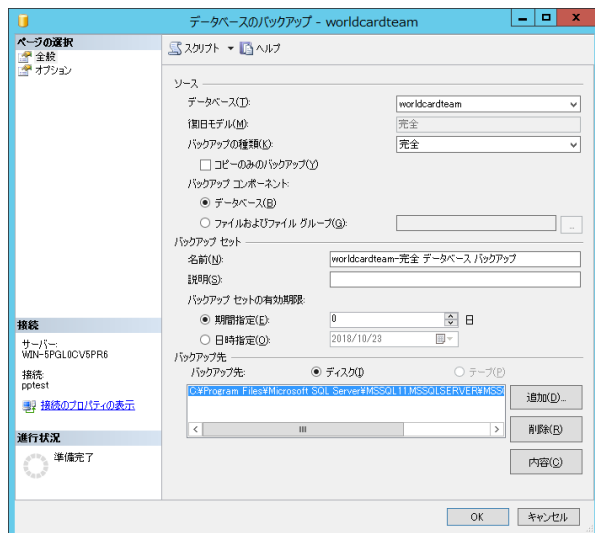 データベースのバックアップ - worldcardteam
ページの選択
全般
オプション
スクリプト ヘルプ
ソース
データベース(T): worldcardteam
復旧モデル(M): 完全
バックアップの種類(K): 完全
コピーのみのバックアップ(Y)
バックアップ コンポーネント:
データベース(B)
ファイルおよびファイル グループ(G): ...
バックアップ セット
名前(N): worldcardteam-完全 データベース バックアップ
説明(S):
バックアップ セットの有効期限:
期間指定(E): 0 日
日時指定(O): 2018/10/23
バックアップ先
バックアップ先: ディスク(I) テープ(P)
C:¥Program Files¥Microsoft SQL Server¥MSSQL11.MSSQLSERVER¥MSS
追加(D)...
削除(R)
内容(C)
接続
サーバー:
WIN-5PGL0CV5PR6
接続:
pptest
接続のプロパティの表示
進行状況
準備完了
OK キャンセル